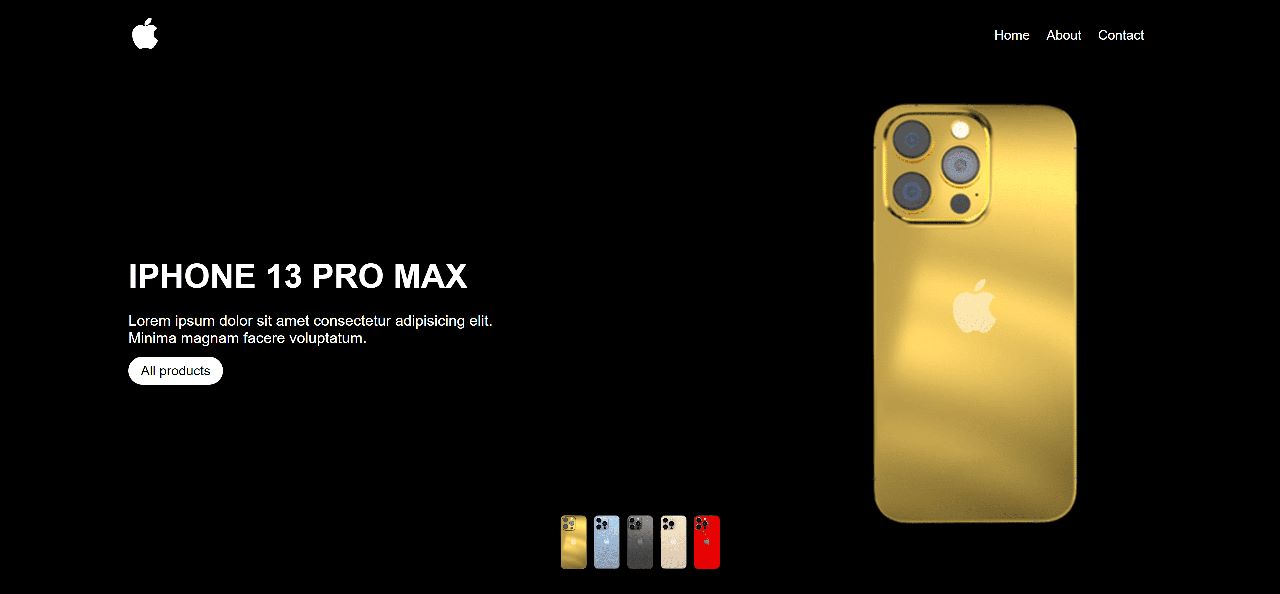 Home About Contact
IPHONE 13 PRO MAX
Lorem ipsum dolor sit amet consectetur adipisicing elit.
Minima magnam facere voluptatum.
All products